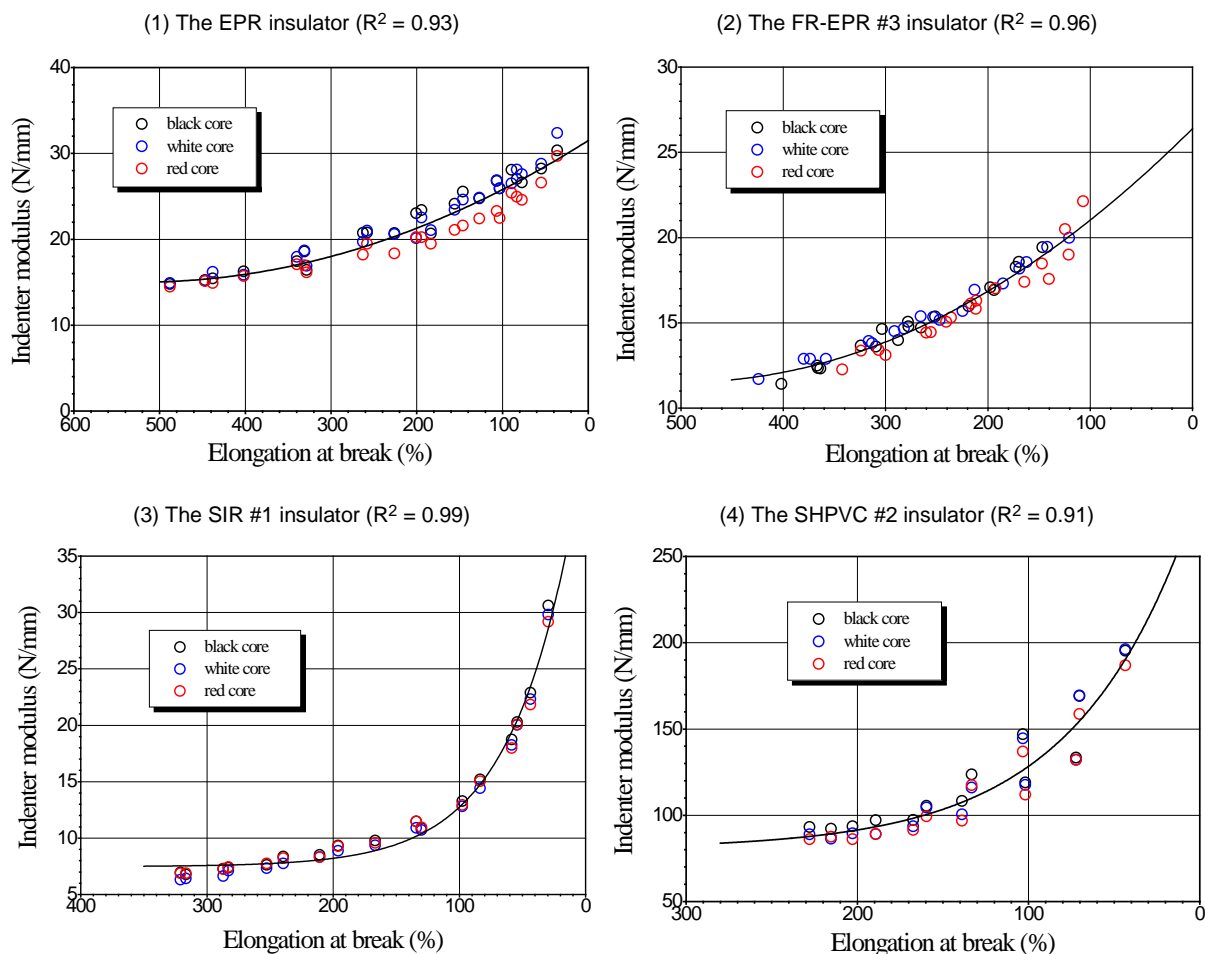 (1) The EPR insulator (R² = 0.93)
40
30
20
10
0
600
500
400
300
200
100
0
Indenter modulus (N/mm)
Elongation at break (%)
black core
white core
red core
(2) The FR-EPR #3 insulator (R² = 0.96)
30
25
20
15
10
500
400
300
200
100
0
Indenter modulus (N/mm)
Elongation at break (%)
black core
white core
red core
(3) The SIR #1 insulator (R² = 0.99)
35
30
25
20
15
10
5
400
300
200
100
0
Indenter modulus (N/mm)
Elongation at break (%)
black core
white core
red core
(4) The SHPVC #2 insulator (R² = 0.91)
250
200
150
100
50
300
200
100
0
Indenter modulus (N/mm)
Elongation at break (%)
black core
white core
red core